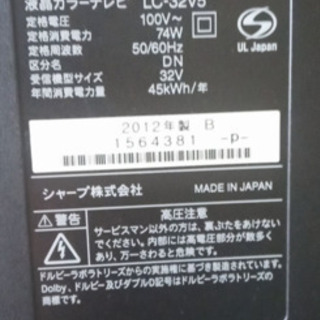 液晶カラーテレビ LC-32V5
定格電圧 100V~
定格消費電力 74W
定格周波数 50/60Hz
区分名 DN
受信機型サイズ 32V
年間消費電力量 45kWh/年
S
UL Japan
2012年製 B
1564381 -P-
シャープ株式会社 MADE IN JAPAN
警告
高圧注意
サービスマン以外の方は、裏ぶたをあけない
でください。内部には高電圧部分が数多く
あり、万一さわると危険です。
ドルビーラボラトリーズからの実施権に基づき製造されています。
Dolby、ドルビー及びダブルD記号はドルビーラボラトリーズの
商標です。